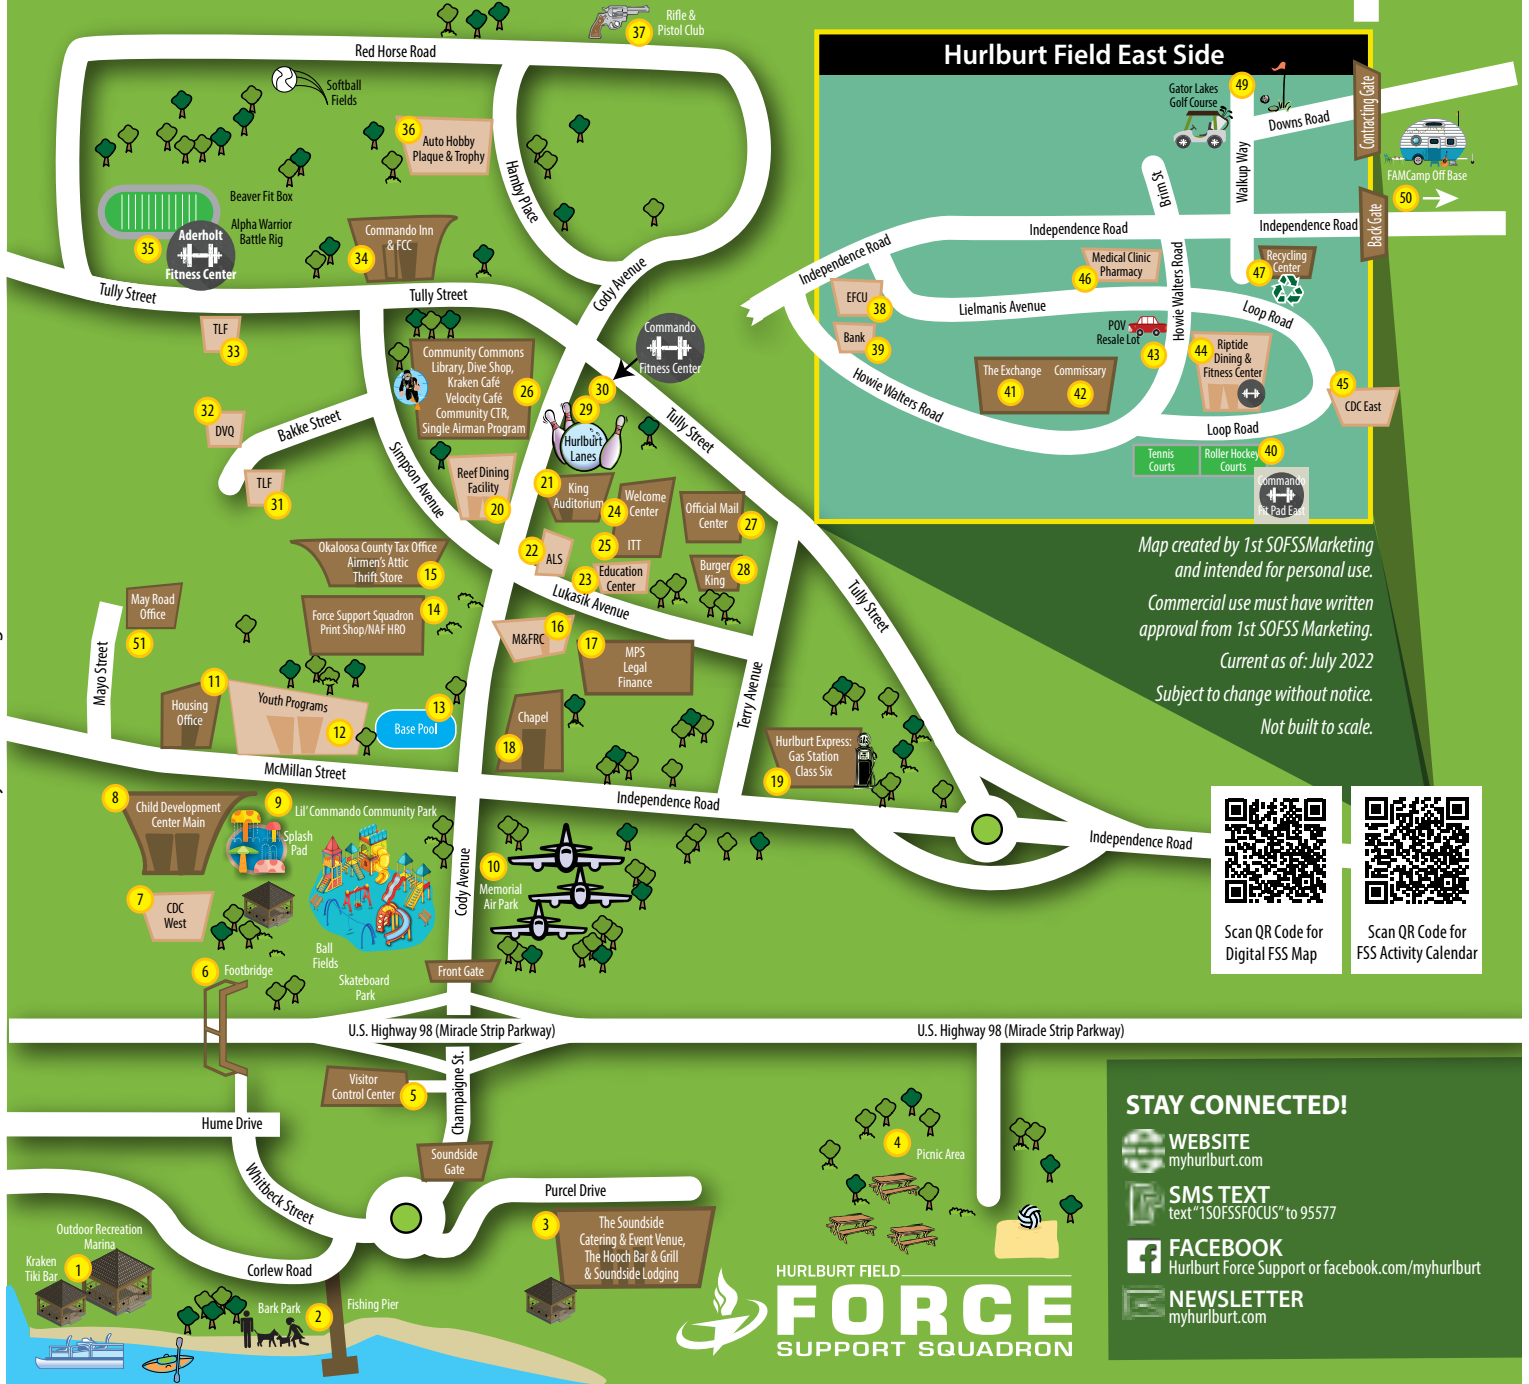 Rifle &
Pistol Club
37
Red Horse Road
Softball
Fields
36
Auto Hobby
Plaque & Trophy
Hamby Place
Beaver Fit Box
Alpha Warrior
Battle Rig
35
Aderholt
Fitness Center
Commando Inn
& FCC
34
Tully Street
Tully Street
Cody Avenue
TLF
33
Commando
Fitness Center
Community Commons
Library, Dive Shop,
Kraken Café
Velocity Café
Community CTR,
Single Airman Program
26
30
29
Hurlburt
Lanes
Tully Street
32
DVQ
Bakke Street
Simpson Avenue
TLF
31
Reef Dining
Facility
20
21
King
Auditorium
24
Welcome
Center
25
ITT
Official Mail
Center
27
22
ALS
23
Education
Center
Burger
King
28
Lukasik Avenue
Tully Street
Okaloosa County Tax Office
Airmen's Attic
Thrift Store
15
Force Support Squadron
Print Shop/NAF HRO
14
May Road
Office
51
Mayo Street
M&FRC
16
17
MPS
Legal
Finance
11
Housing
Office
Youth Programs
12
13
Base Pool
Chapel
18
Terry Avenue
Hurlburt Express:
Gas Station
Class Six
19
McMillan Street
Independence Road
Independence Road
8
Child Development
Center Main
9
Lil' Commando Community Park
Splash
Pad
Cody Avenue
10
Memorial
Air Park
7
CDC
West
Ball
Fields
Skateboard
Park
6
Footbridge
Front Gate
U.S. Highway 98 (Miracle Strip Parkway)
U.S. Highway 98 (Miracle Strip Parkway)
Visitor
Control Center
5
Champaigne St.
Hume Drive
Whitbeck Street
Soundside
Gate
Purcel Drive
4
Picnic Area
3
The Soundside
Catering & Event Venue,
The Hooch Bar & Grill
& Soundside Lodging
Outdoor Recreation
Marina
Kraken
Tiki Bar
1
Corlew Road
Bark Park
2
Fishing Pier
HURLBURT FIELD
FORCE
SUPPORT SQUADRON
Hurlburt Field East Side
Gator Lakes
Golf Course
49
Downs Road
Contracting Gate
FAMCamp Off Base
50
Back Gate
Brim St
Walkup Way
Independence Road
Independence Road
Independence Road
Medical Clinic
Pharmacy
46
Recycling
Center
47
EFCU
38
Lielmanis Avenue
Howie Walters Road
Loop Road
Bank
39
POV
Resale Lot
43
44
Riptide
Dining &
Fitness Center
The Exchange
41
Commissary
42
Howie Walters Road
45
CDC East
Loop Road
Tennis
Courts
Roller Hockey
Courts
40
Commando
Fit Pad East
Map created by 1st SOFSSMarketing
and intended for personal use.
Commercial use must have written
approval from 1st SOFSS Marketing.
Current as of: July 2022
Subject to change without notice.
Not built to scale.
Scan QR Code for
Digital FSS Map
Scan QR Code for
FSS Activity Calendar
STAY CONNECTED!
WEBSITE
myhurlburt.com
SMS TEXT
text "1SOFSSFOCUS" to 95577
FACEBOOK
Hurlburt Force Support or facebook.com/myhurlburt
NEWSLETTER
myhurlburt.com